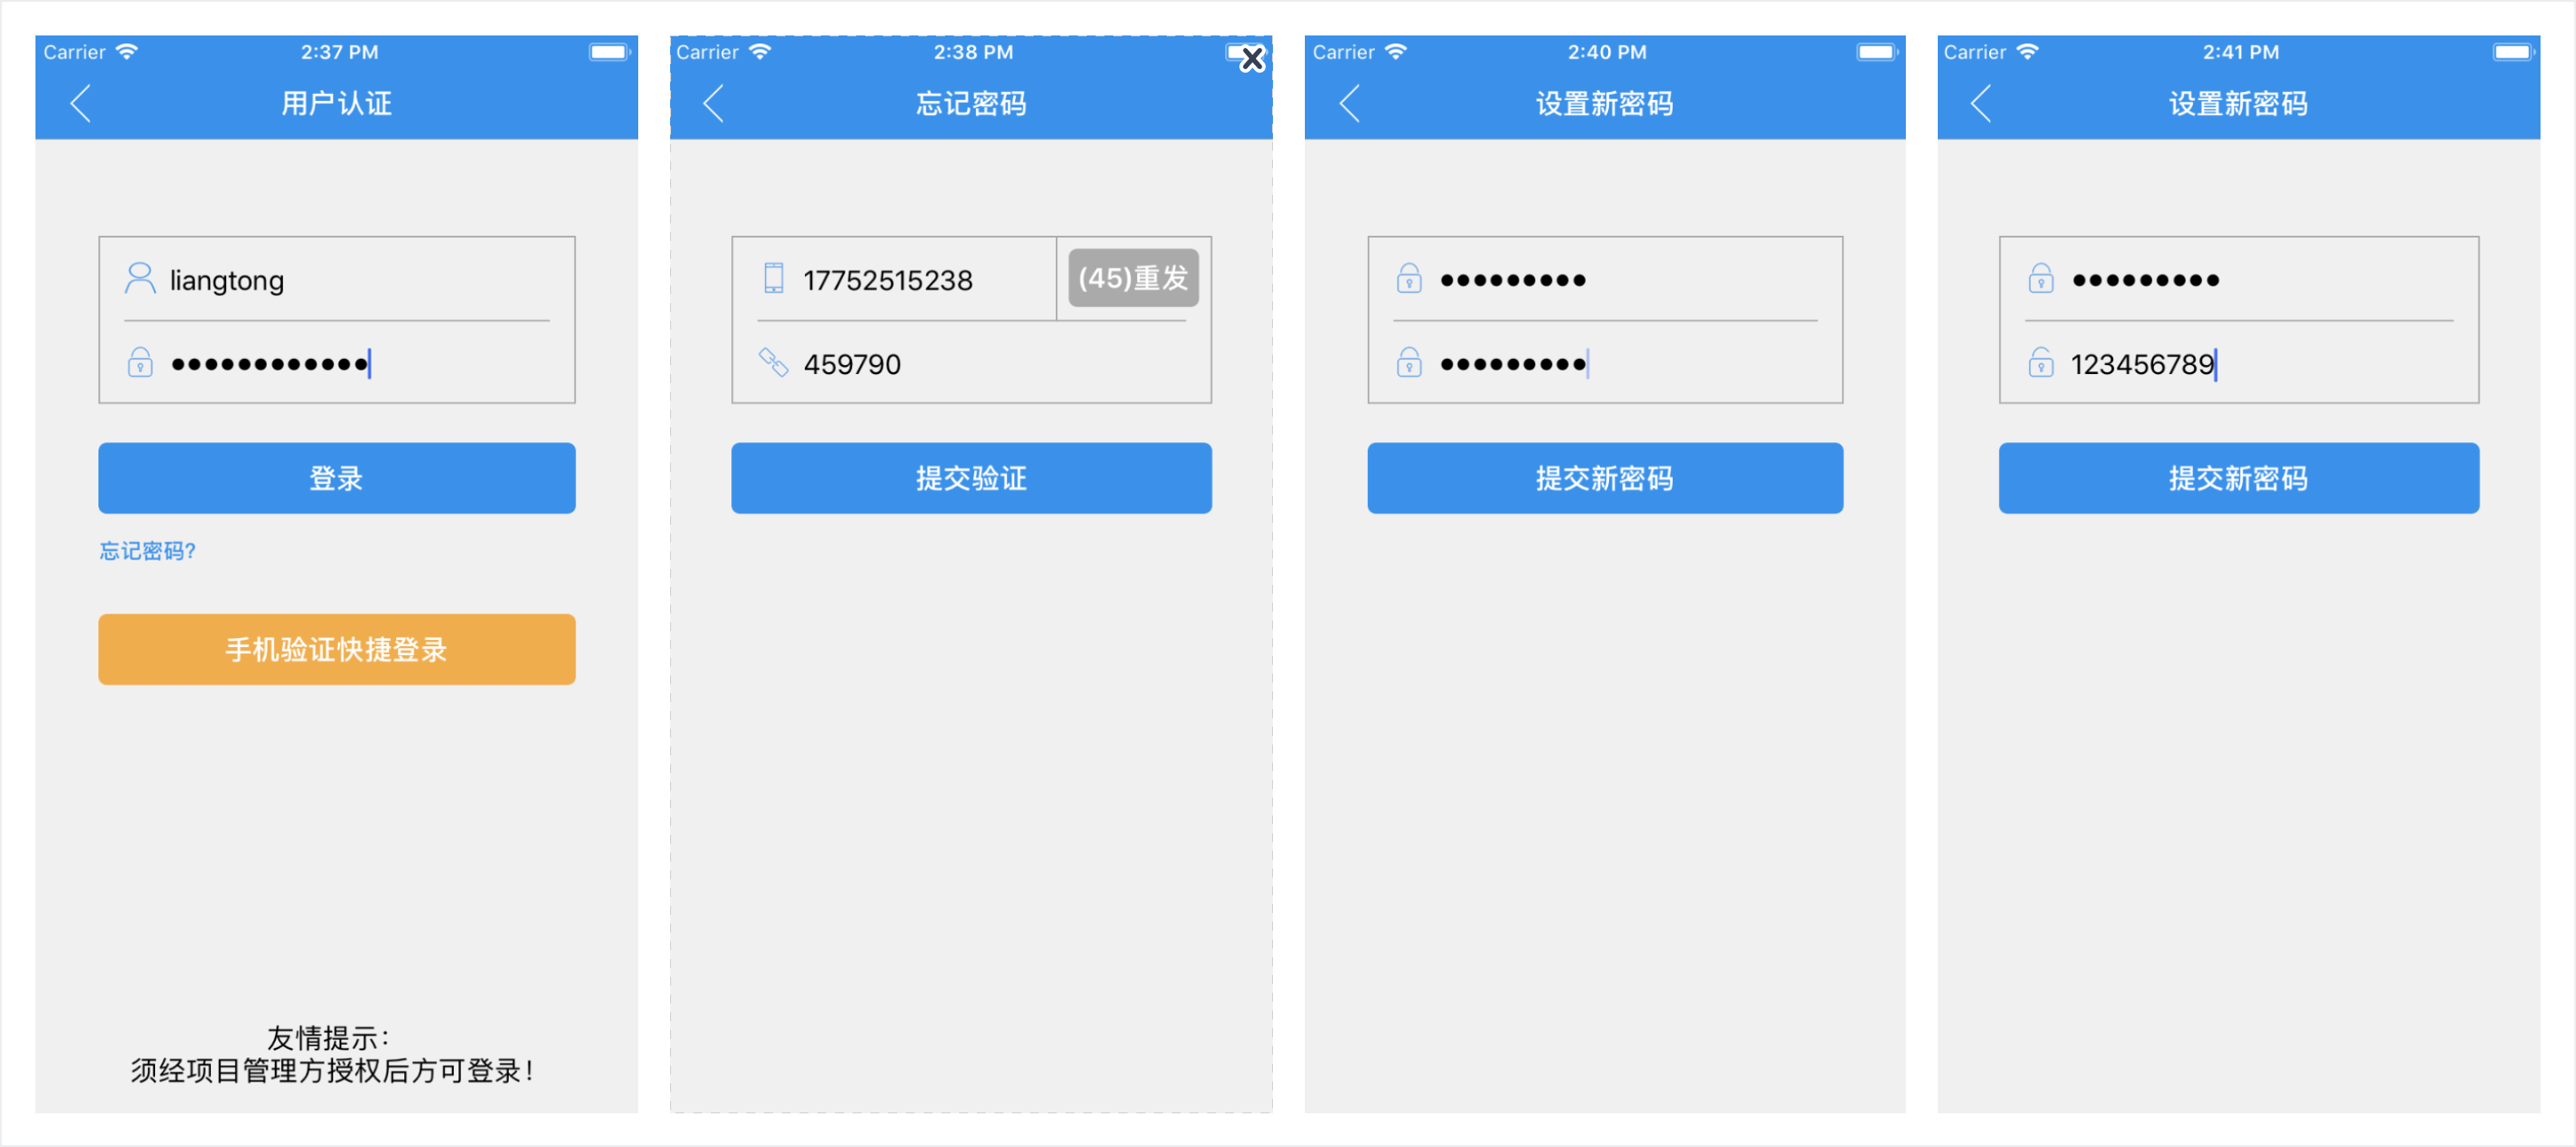 Carrier 2:37 PM
用户认证
liangtong
••••••••••••
登录
忘记密码?
手机验证快捷登录
友情提示：
须经项目管理方授权后方可登录！
Carrier 2:38 PM
忘记密码
17752515238 (45)重发
459790
提交验证
Carrier 2:40 PM
设置新密码
•••••••••
•••••••••
提交新密码
Carrier 2:41 PM
设置新密码
•••••••••
123456789
提交新密码